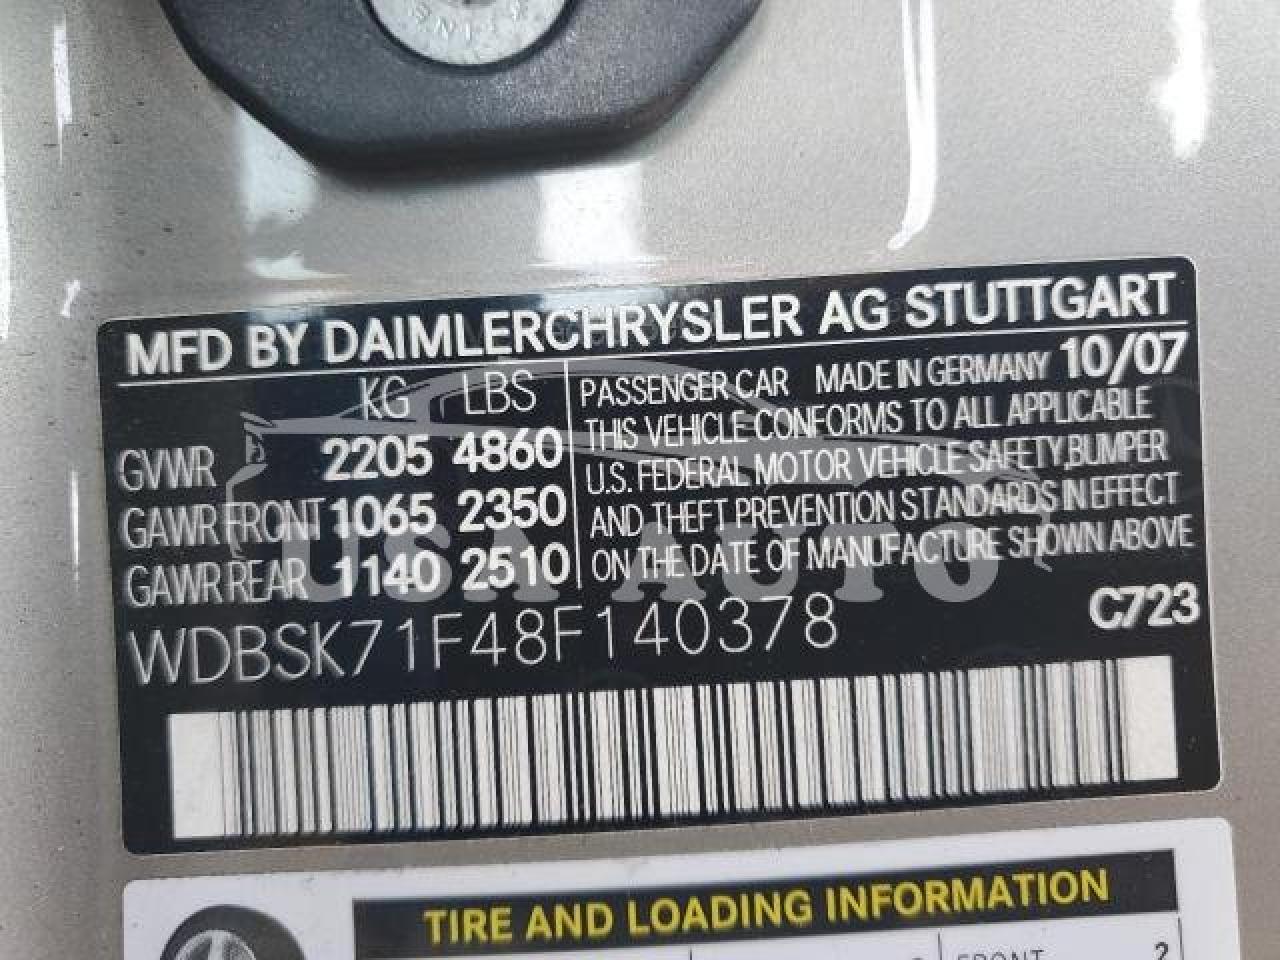 MFD BY DAIMLERCHRYSLER AG STUTTGART
KG LBS
GVWR 2205 4860
GAWR FRONT 1065 2350
GAWR REAR 1140 2510
PASSENGER CAR MADE IN GERMANY 10/07
THIS VEHICLE CONFORMS TO ALL APPLICABLE
U.S. FEDERAL MOTOR VEHICLE SAFETY,BUMPER
AND THEFT PREVENTION STANDARDS IN EFFECT
ON THE DATE OF MANUFACTURE SHOWN ABOVE
USA AUTO
WDBSK71F48F140378
C723
TIRE AND LOADING INFORMATION
FRONT 2